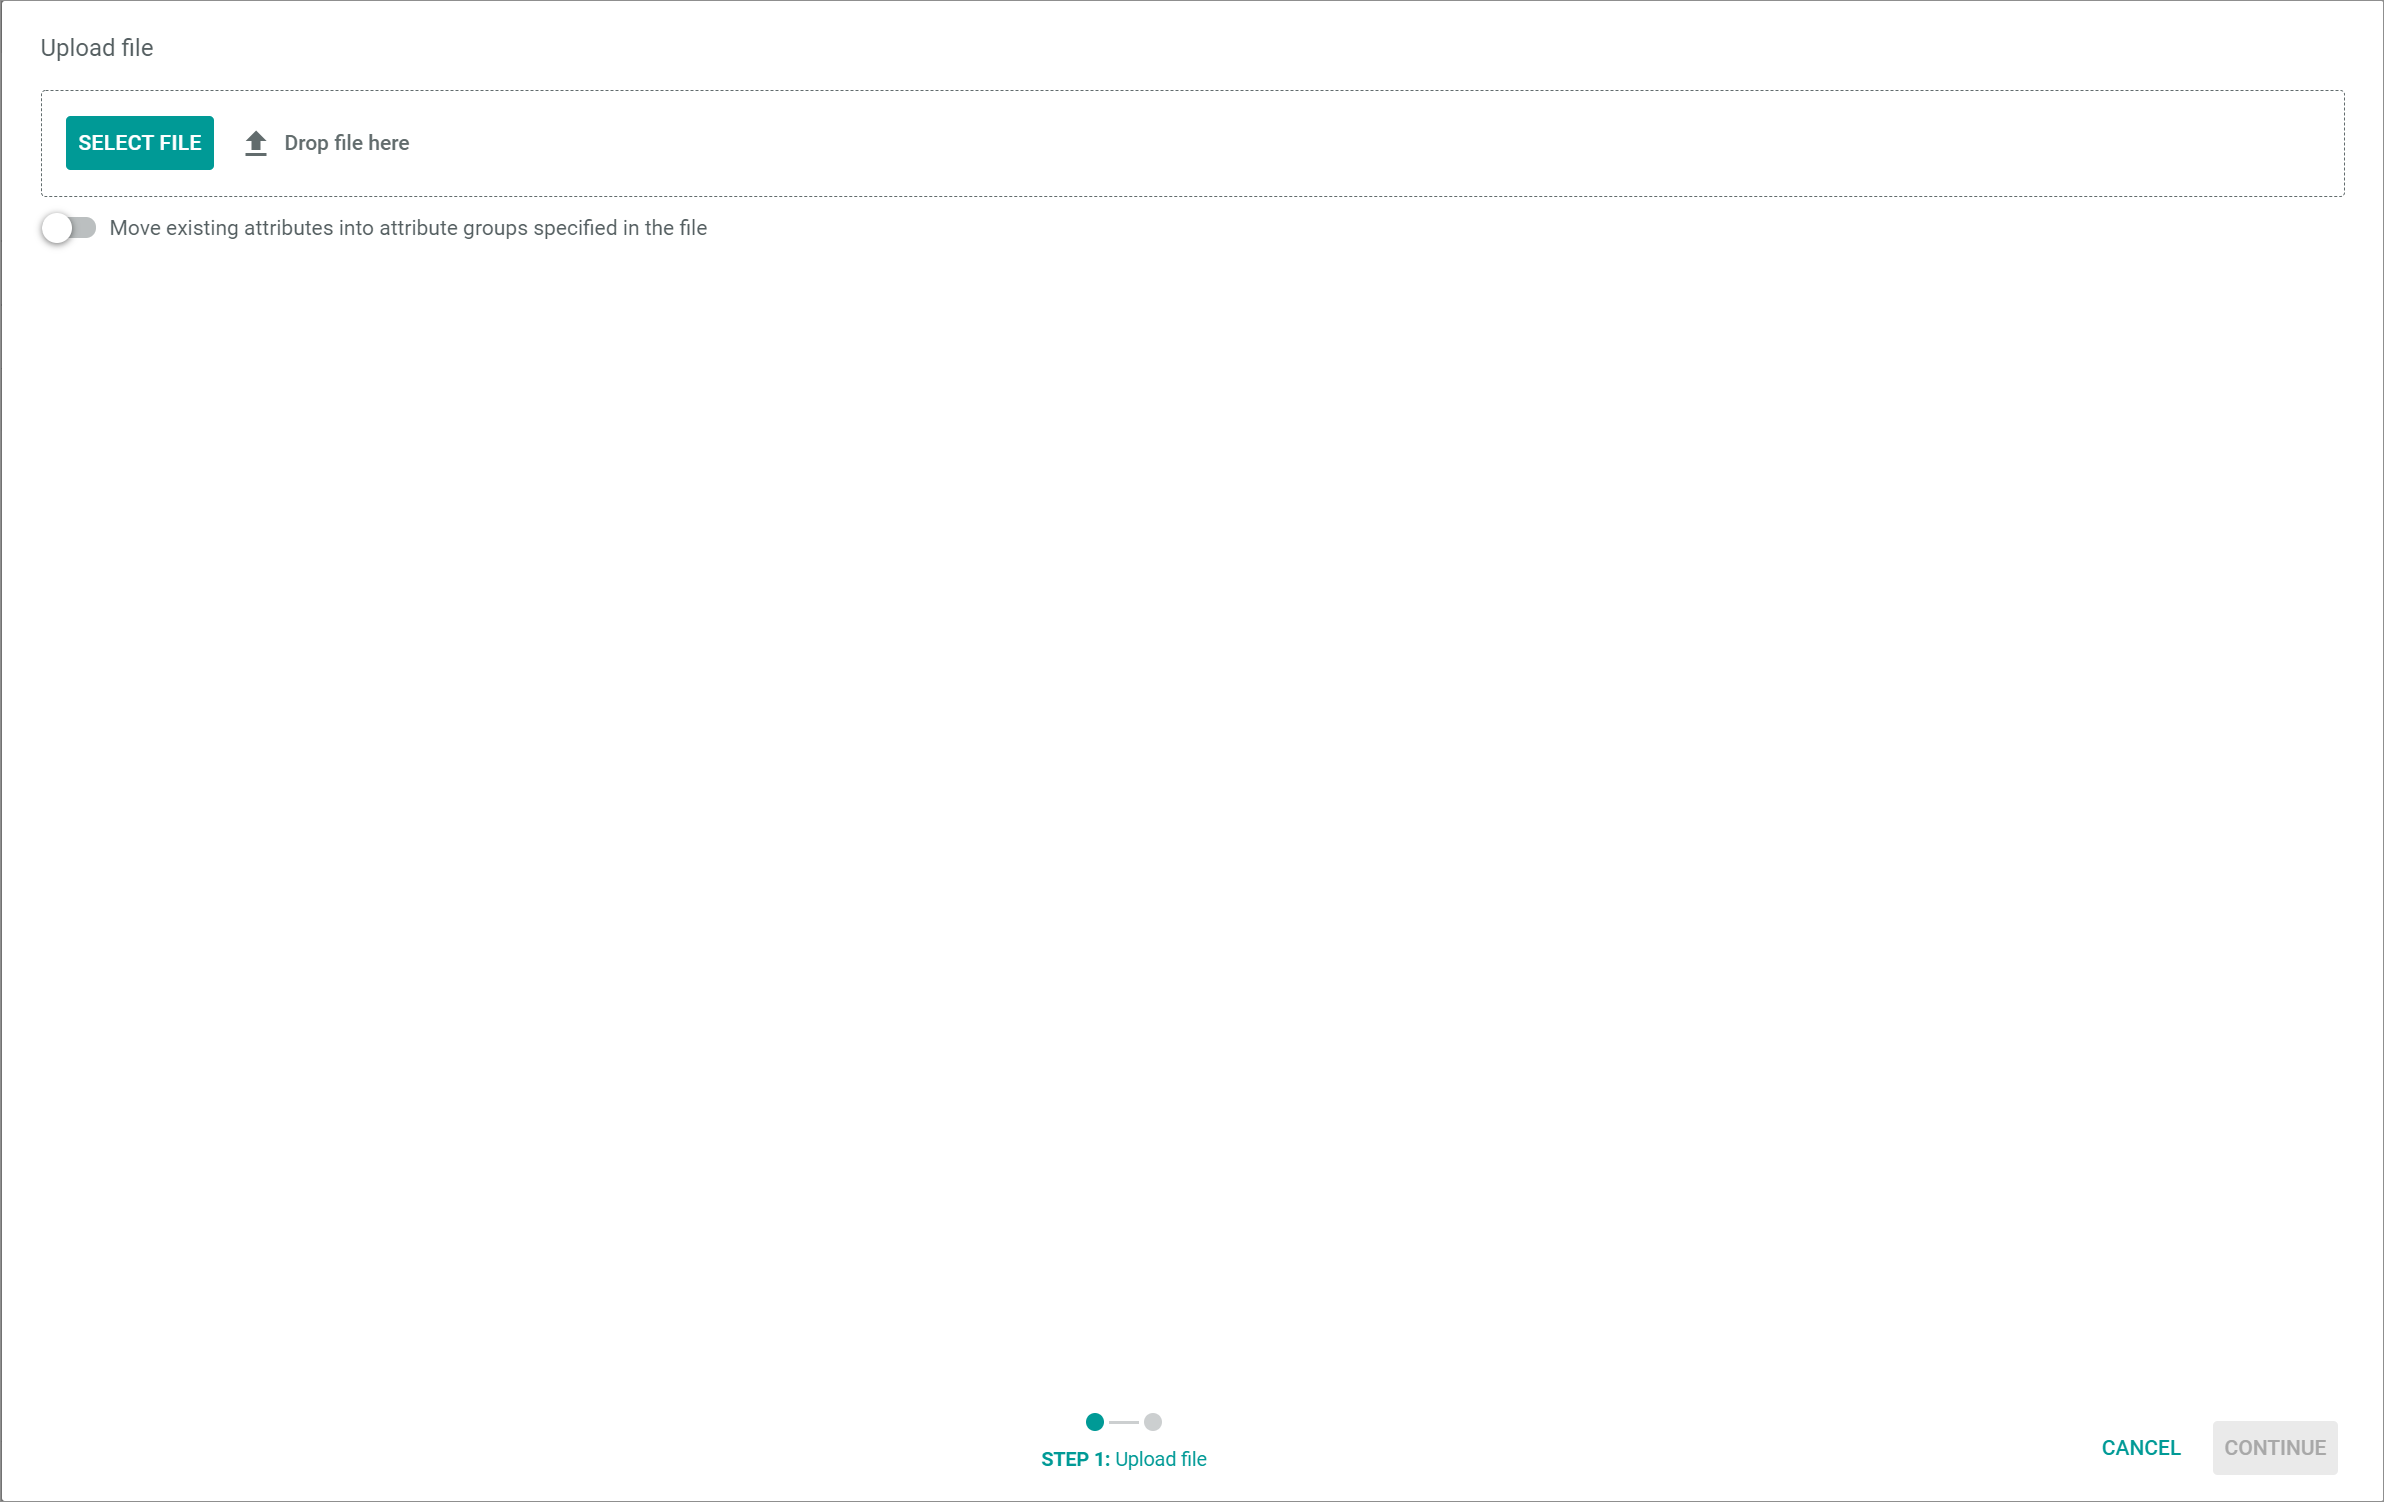 Upload file
SELECT FILE
Drop file here
Move existing attributes into attribute groups specified in the file
STEP 1: Upload file
CANCEL
CONTINUE